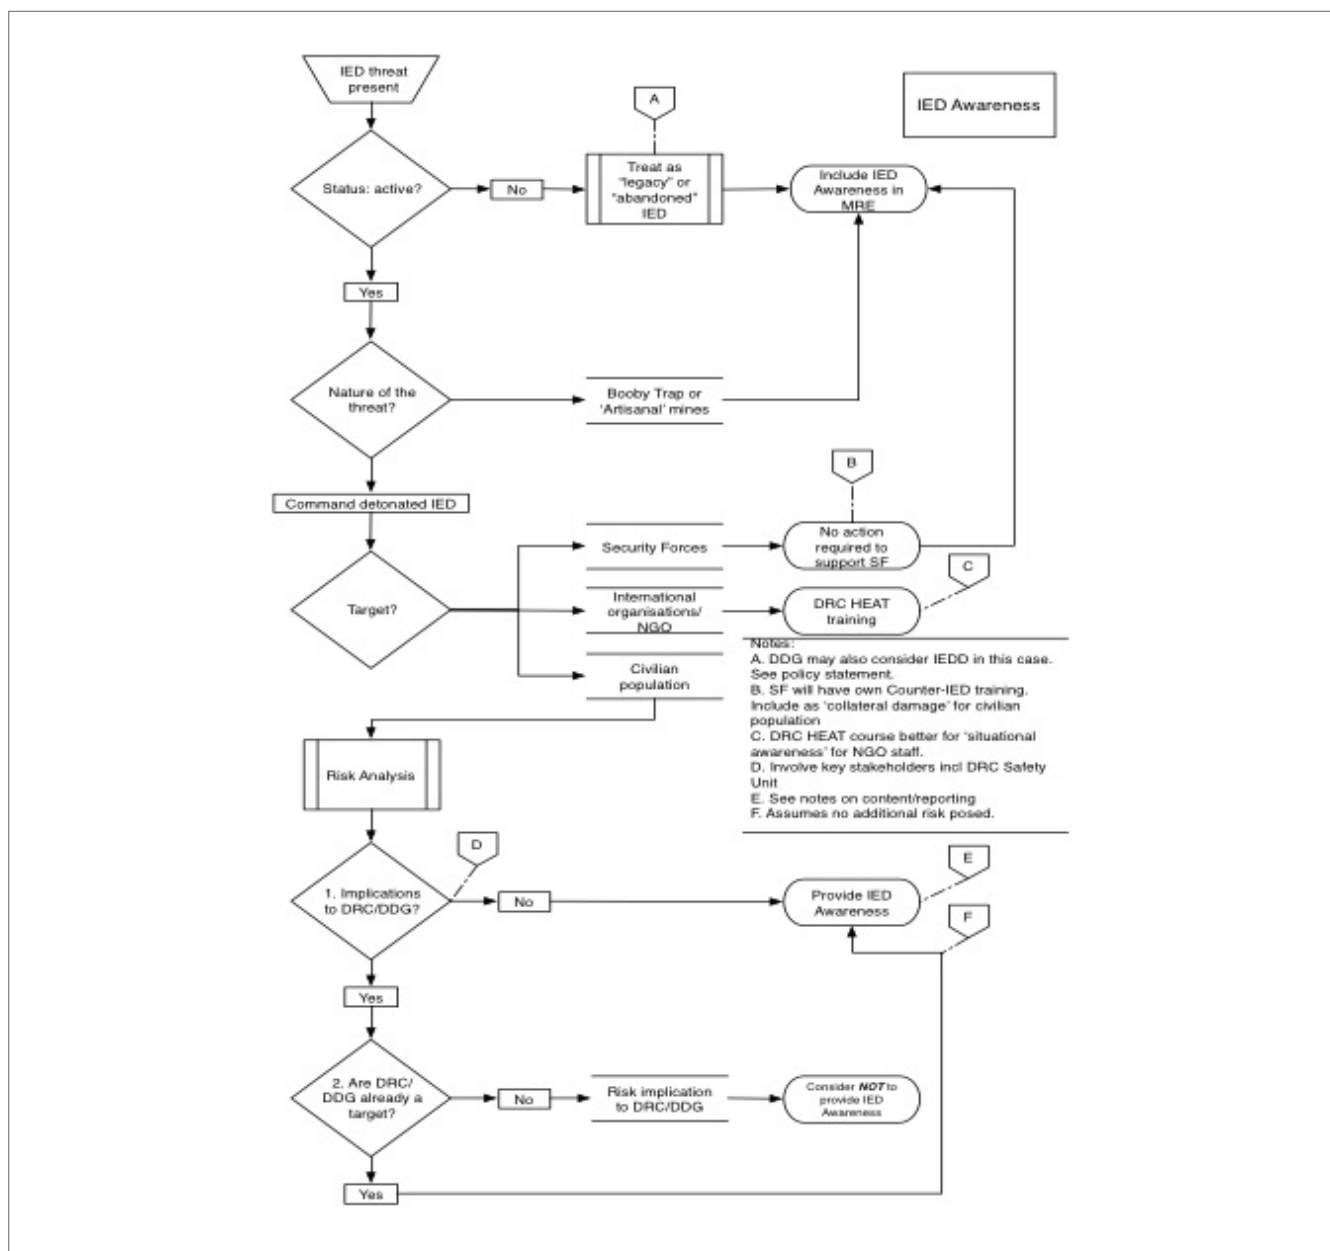 IED threat
present
IED Awareness
A
Status: active?
No
Treat as
"legacy" or
"abandoned"
IED
Include IED
Awareness in
MRE
Yes
Nature of the
threat?
Booby Trap or
'Artisanal' mines
B
Command detonated IED
Security Forces
No action
required to
support SF
C
Target?
International
organisations/
NGO
DRC HEAT
training
Civilian
population
Notes:
A. DDG may also consider IEDD in this case.
See policy statement.
B. SF will have own Counter-IED training.
Include as 'collateral damage' for civilian
population
C. DRC HEAT course better for 'situational
awareness' for NGO staff.
D. Involve key stakeholders incl DRC Safety
Unit
E. See notes on content/reporting
F. Assumes no additional risk posed.
Risk Analysis
D
1. Implications
to DRC/DDG?
No
Provide IED
Awareness
E
F
Yes
2. Are DRC/
DDG already a
target?
No
Risk implication
to DRC/DDG
Consider NOT to
provide IED
Awareness
Yes